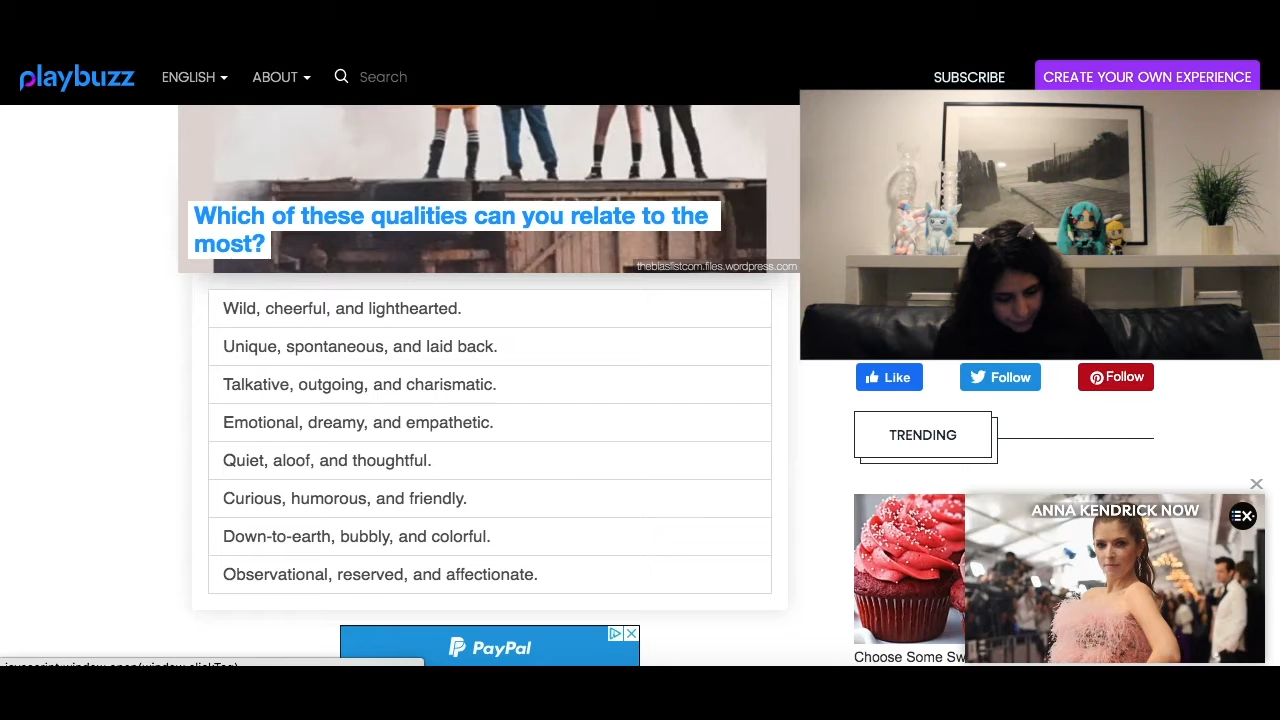 playbuzz
ENGLISH
ABOUT
Search
SUBSCRIBE
CREATE YOUR OWN EXPERIENCE
Which of these qualities can you relate to the
most?
theblaslistcom.files.wordpress.com
Wild, cheerful, and lighthearted.
Unique, spontaneous, and laid back.
Talkative, outgoing, and charismatic.
Emotional, dreamy, and empathetic.
Quiet, aloof, and thoughtful.
Curious, humorous, and friendly.
Down-to-earth, bubbly, and colorful.
Observational, reserved, and affectionate.
PayPal
Like
Follow
Follow
TRENDING
ANNA KENDRICK NOW
EX
Choose Some Sw